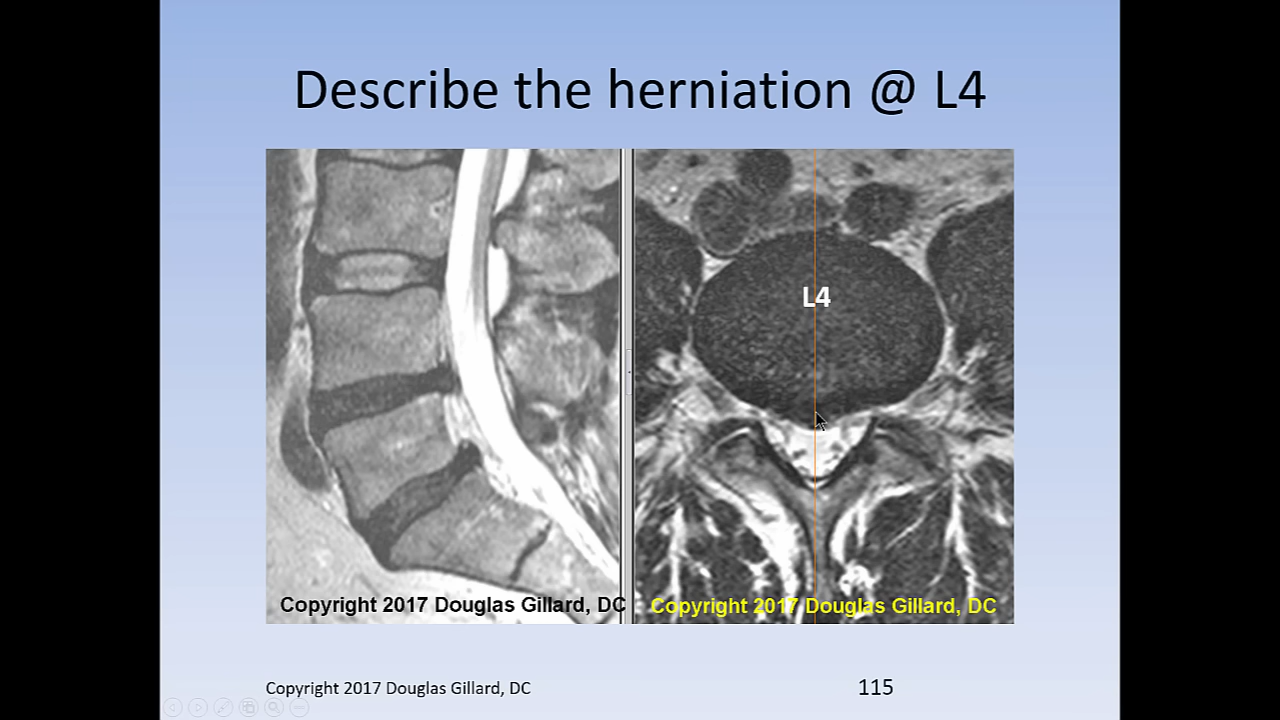 Describe the herniation @ L4
L4
Copyright 2017 Douglas Gillard, DC
Copyright 2017 Douglas Gillard, DC
Copyright 2017 Douglas Gillard, DC
115